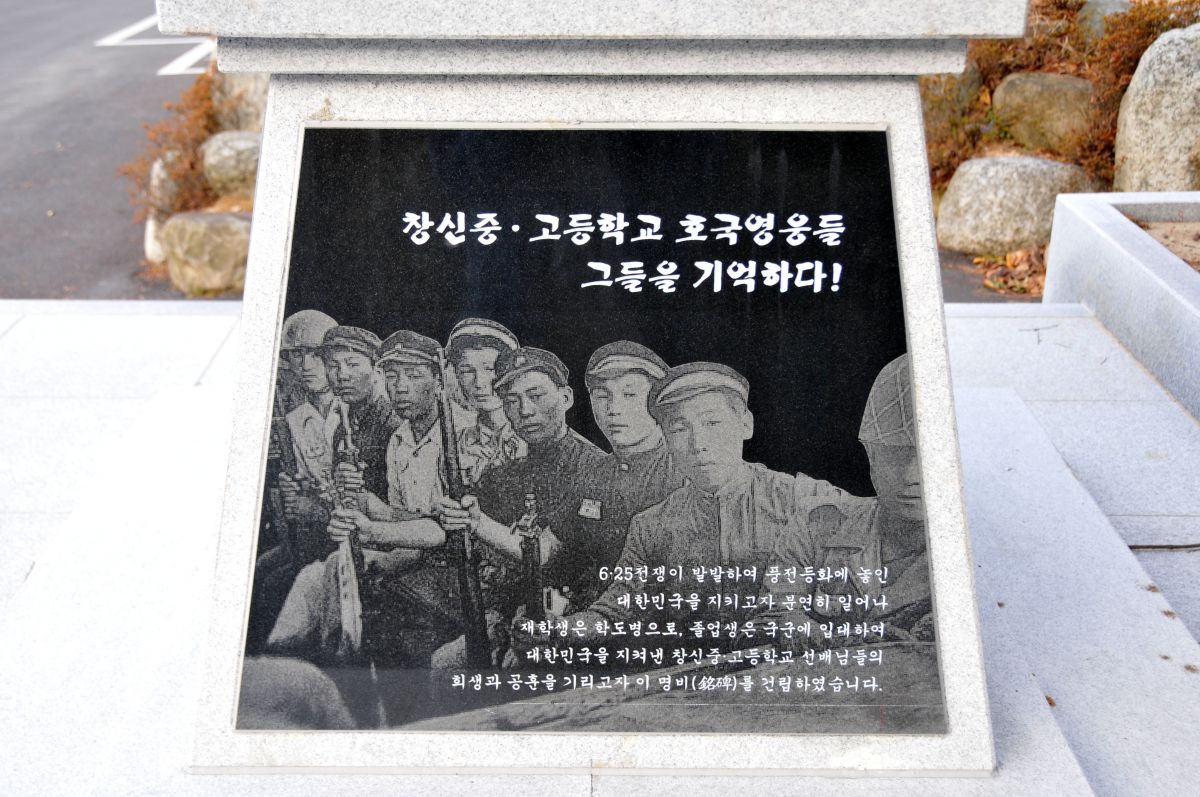 창신중·고등학교 호국영웅들
그들을 기억하다!
6·25전쟁이 발발하여 풍전등화에 놓인
대한민국을 지키고자 분연히 일어나
재학생은 학도병으로, 졸업생은 국군에 입대하여
대한민국을 지켜낸 창신중·고등학교 선배님들의
희생과 공훈을 기리고자 이 명비(銘碑)를 건립하였습니다.